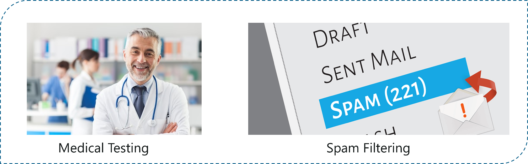 DRAFT
SENT MAIL
SPAM (221)
Medical Testing
Spam Filtering